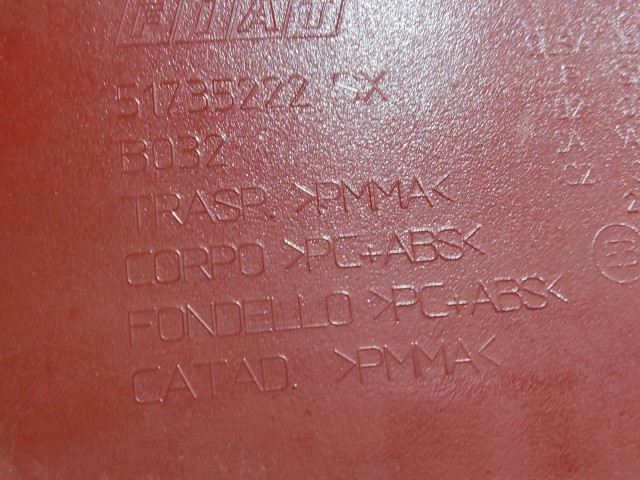 FIAT
51735222 SX
B032
TRASP. >PMMA<
CORPO >PC+ABS<
FONDELLO >PC+ABS<
CATAD. >PMMA<